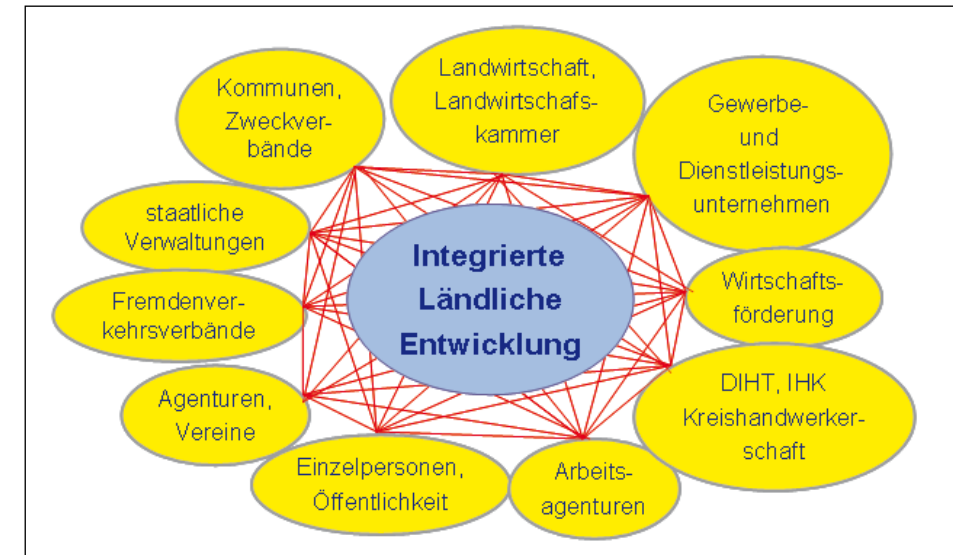 Kommunen,
Zweckver-
bände
Landwirtschaft,
Landwirtschafs-
kammer
Gewerbe-
und
Dienstleistungs-
unternehmen
staatliche
Verwaltungen
Integrierte
Ländliche
Entwicklung
Wirtschafts-
förderung
Fremdenver-
kehrsverbände
Agenturen,
Vereine
DIHT, IHK
Kreishandwerker-
schaft
Einzelpersonen,
Öffentlichkeit
Arbeits-
agenturen